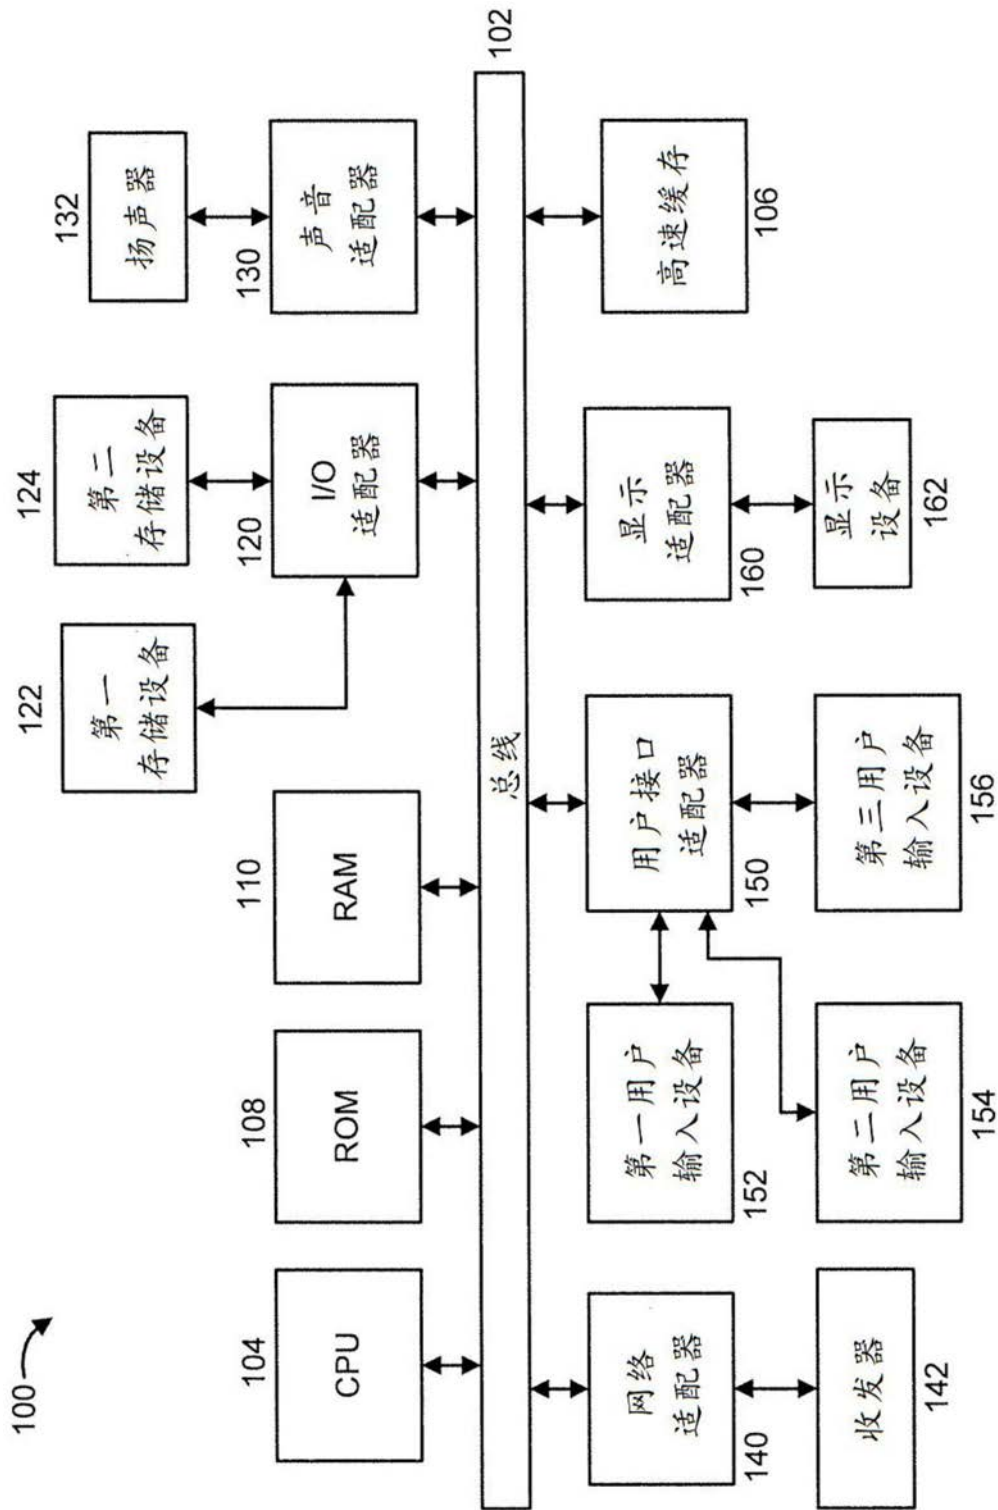 100
104
CPU
108
ROM
110
RAM
122
第一
存储设备
124
第二
存储设备
120
I/O
适配器
132
扬声器
130
声音
适配器
总线
102
网络
适配器
140
收发器
142
第一用户
输入设备
152
第二用户
输入设备
154
用户接口
适配器
150
第三用户
输入设备
156
显示
适配器
160
显示
设备
162
高速缓存
106